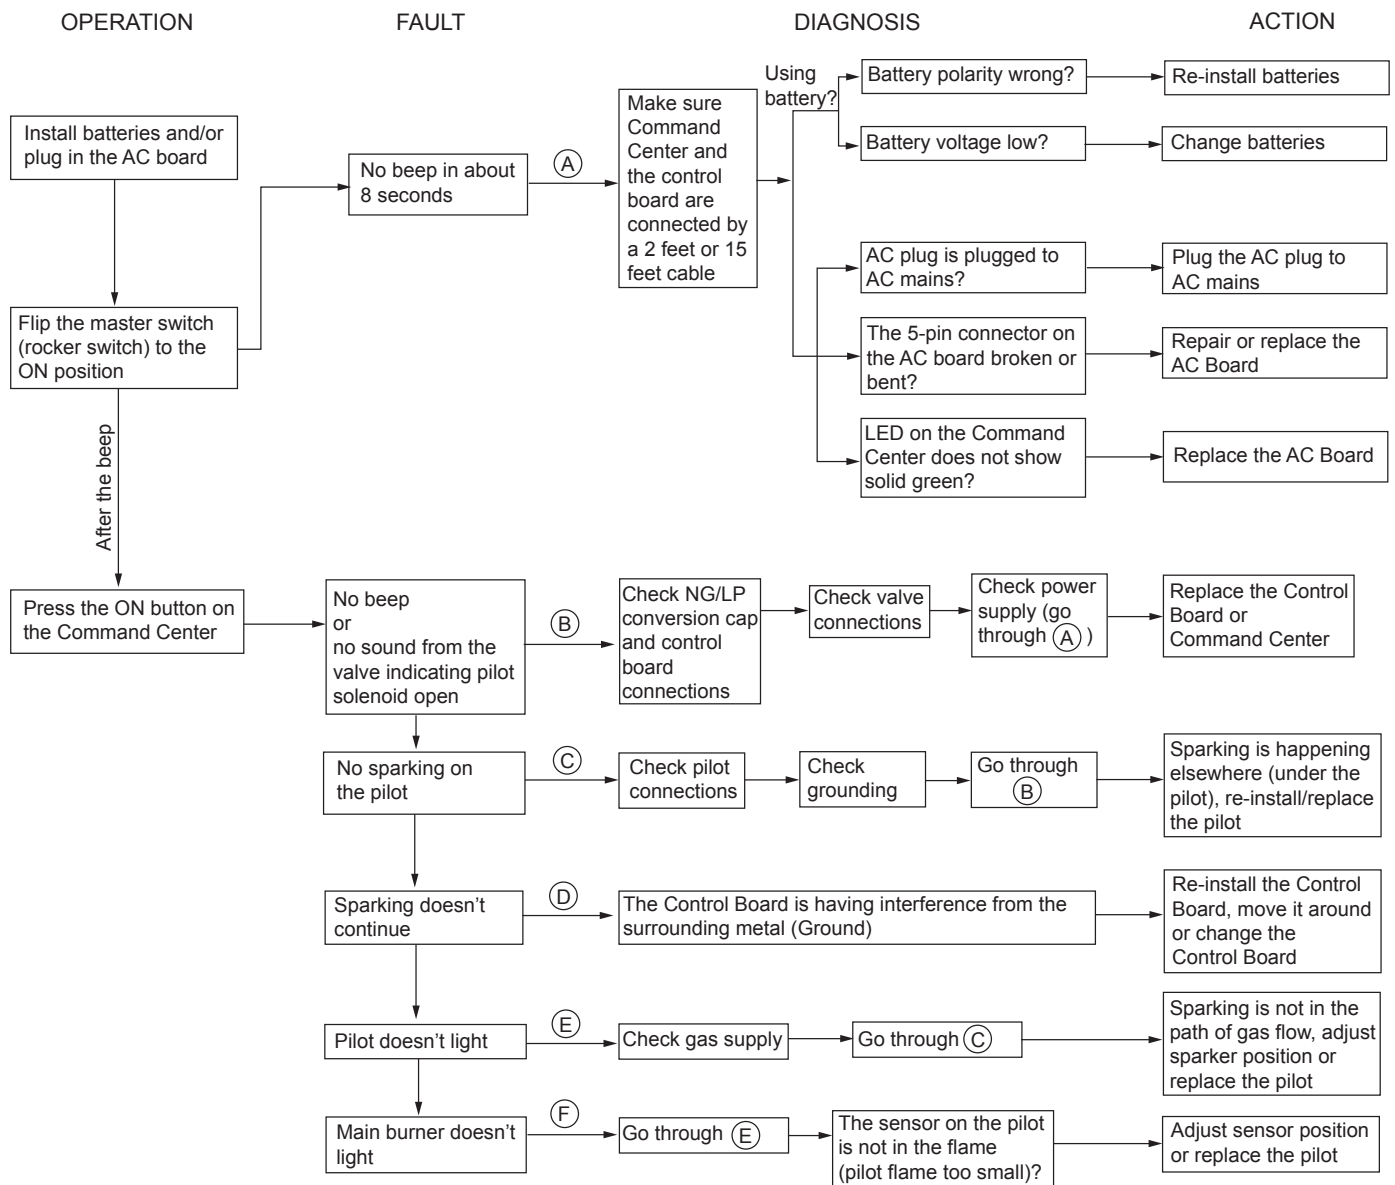 OPERATION
FAULT
DIAGNOSIS
ACTION
Install batteries and/or
plug in the AC board
Flip the master switch
(rocker switch) to the
ON position
After the beep
Press the ON button on
the Command Center
No beep in about
8 seconds
A
Make sure
Command
Center and
the control
board are
connected by
a 2 feet or 15
feet cable
Using
battery?
Battery polarity wrong?
Re-install batteries
Battery voltage low?
Change batteries
AC plug is plugged to
AC mains?
Plug the AC plug to
AC mains
The 5-pin connector on
the AC board broken or
bent?
Repair or replace the
AC Board
LED on the Command
Center does not show
solid green?
Replace the AC Board
No beep
or
no sound from the
valve indicating pilot
solenoid open
B
Check NG/LP
conversion cap
and control
board
connections
Check valve
connections
Check power
supply (go
through A )
Replace the Control
Board or
Command Center
No sparking on
the pilot
C
Check pilot
connections
Check
grounding
Go through
B
Sparking is happening
elsewhere (under the
pilot), re-install/replace
the pilot
Sparking doesn't
continue
D
The Control Board is having interference from the
surrounding metal (Ground)
Re-install the Control
Board, move it around
or change the
Control Board
Pilot doesn't light
E
Check gas supply
Go through C
Sparking is not in the
path of gas flow, adjust
sparker position or
replace the pilot
Main burner doesn't
light
F
Go through E
The sensor on the pilot
is not in the flame
(pilot flame too small)?
Adjust sensor position
or replace the pilot